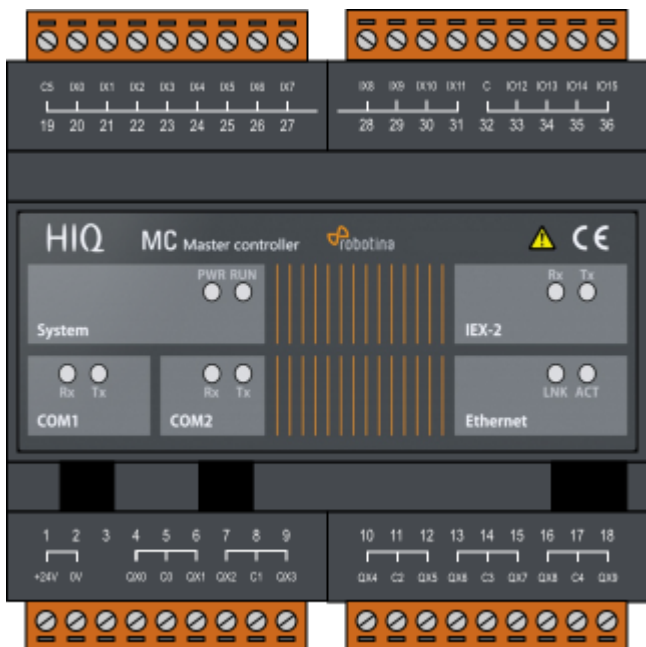 C5 IX0 IX1 IX2 IX3 IX4 IX5 IX6 IX7
19 20 21 22 23 24 25 26 27
IX8 IX9 IX10 IX11 C IO12 IO13 IO14 IO15
28 29 30 31 32 33 34 35 36
HIQ MC Master controller robotina CE
PWR RUN
System
Rx Tx
IEX-2
Rx Tx
COM1
Rx Tx
COM2
LNK ACT
Ethernet
1 2 3 4 5 6 7 8 9
+24V 0V QX0 C0 QX1 QX2 C1 QX3
10 11 12 13 14 15 16 17 18
QX4 C2 QX5 QX6 C3 QX7 QX8 C4 QX9